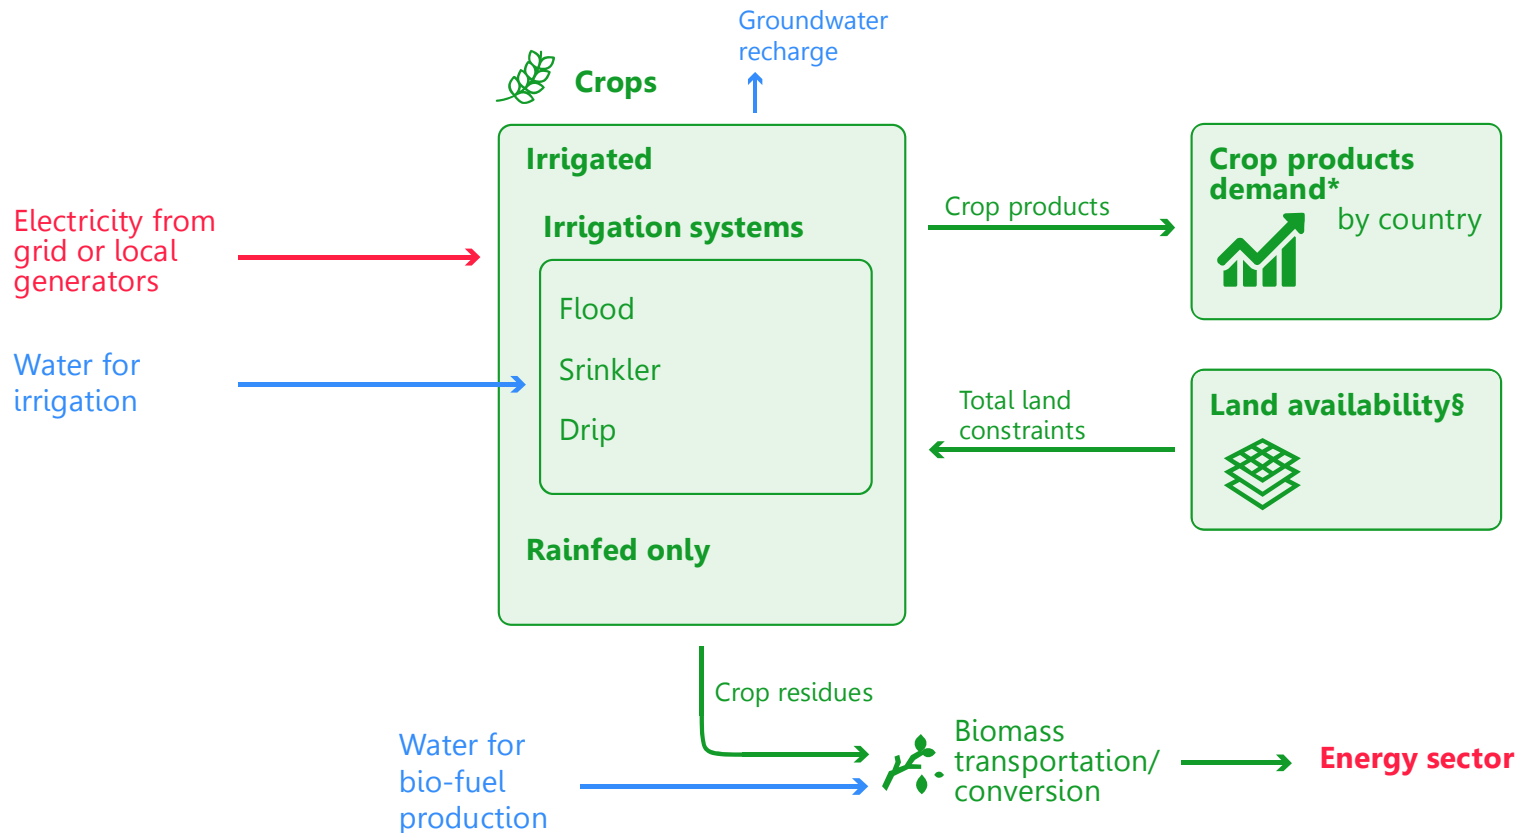 Groundwater
recharge
Crops
Irrigated
Irrigation systems
Flood
Srinkler
Drip
Rainfed only
Electricity from
grid or local
generators
Water for
irrigation
Crop products
Crop products
demand*
by country
Total land
constraints
Land availability§
Crop residues
Water for
bio-fuel
production
Biomass
transportation/
conversion
Energy sector